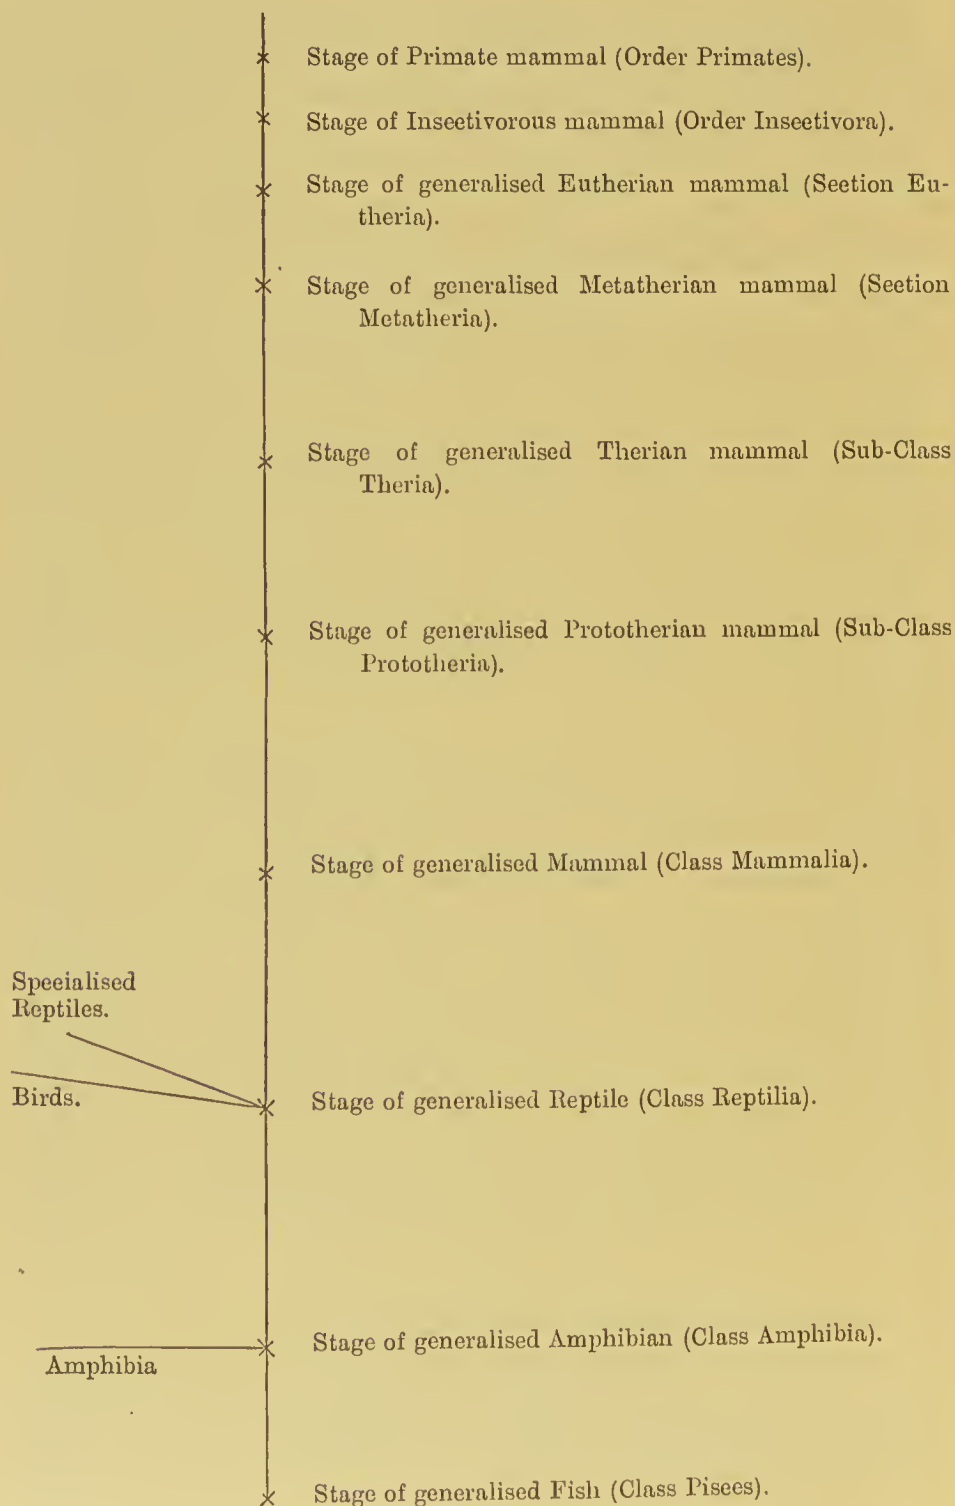 Stage of Primate mammal (Order Primates).
Stage of Insectivorous mammal (Order Insectivora).
Stage of generalised Eutherian mammal (Section Eu-
theria).
Stage of generalised Metatherian mammal (Section
Metatheria).
Stage of generalised Therian mammal (Sub-Class
Theria).
Stage of generalised Prototherian mammal (Sub-Class
Prototheria).
Stage of generalised Mammal (Class Mammalia).
Specialised
Reptiles.
Birds.
Stage of generalised Reptile (Class Reptilia).
Stage of generalised Amphibian (Class Amphibia).
Amphibia
Stage of generalised Fish (Class Pisces).